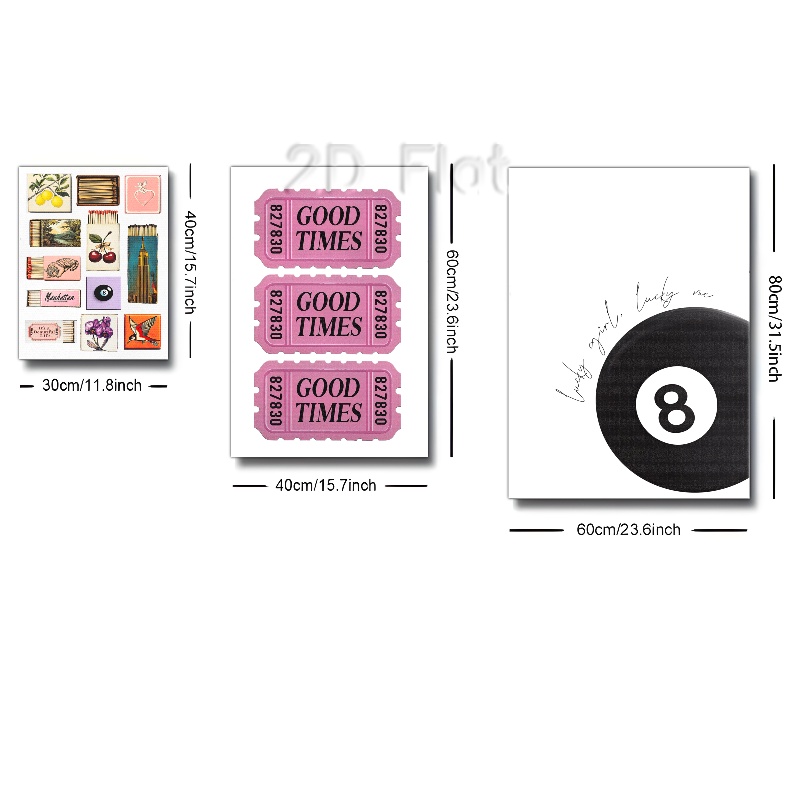 2D Flat
Manhattan
8
40cm/15.7inch
30cm/11.8inch
GOOD
TIMES
827830
827830
GOOD
TIMES
827830
827830
GOOD
TIMES
827830
827830
60cm/23.6inch
40cm/15.7inch
lucky girl, lucky me
8
80cm/31.5inch
60cm/23.6inch